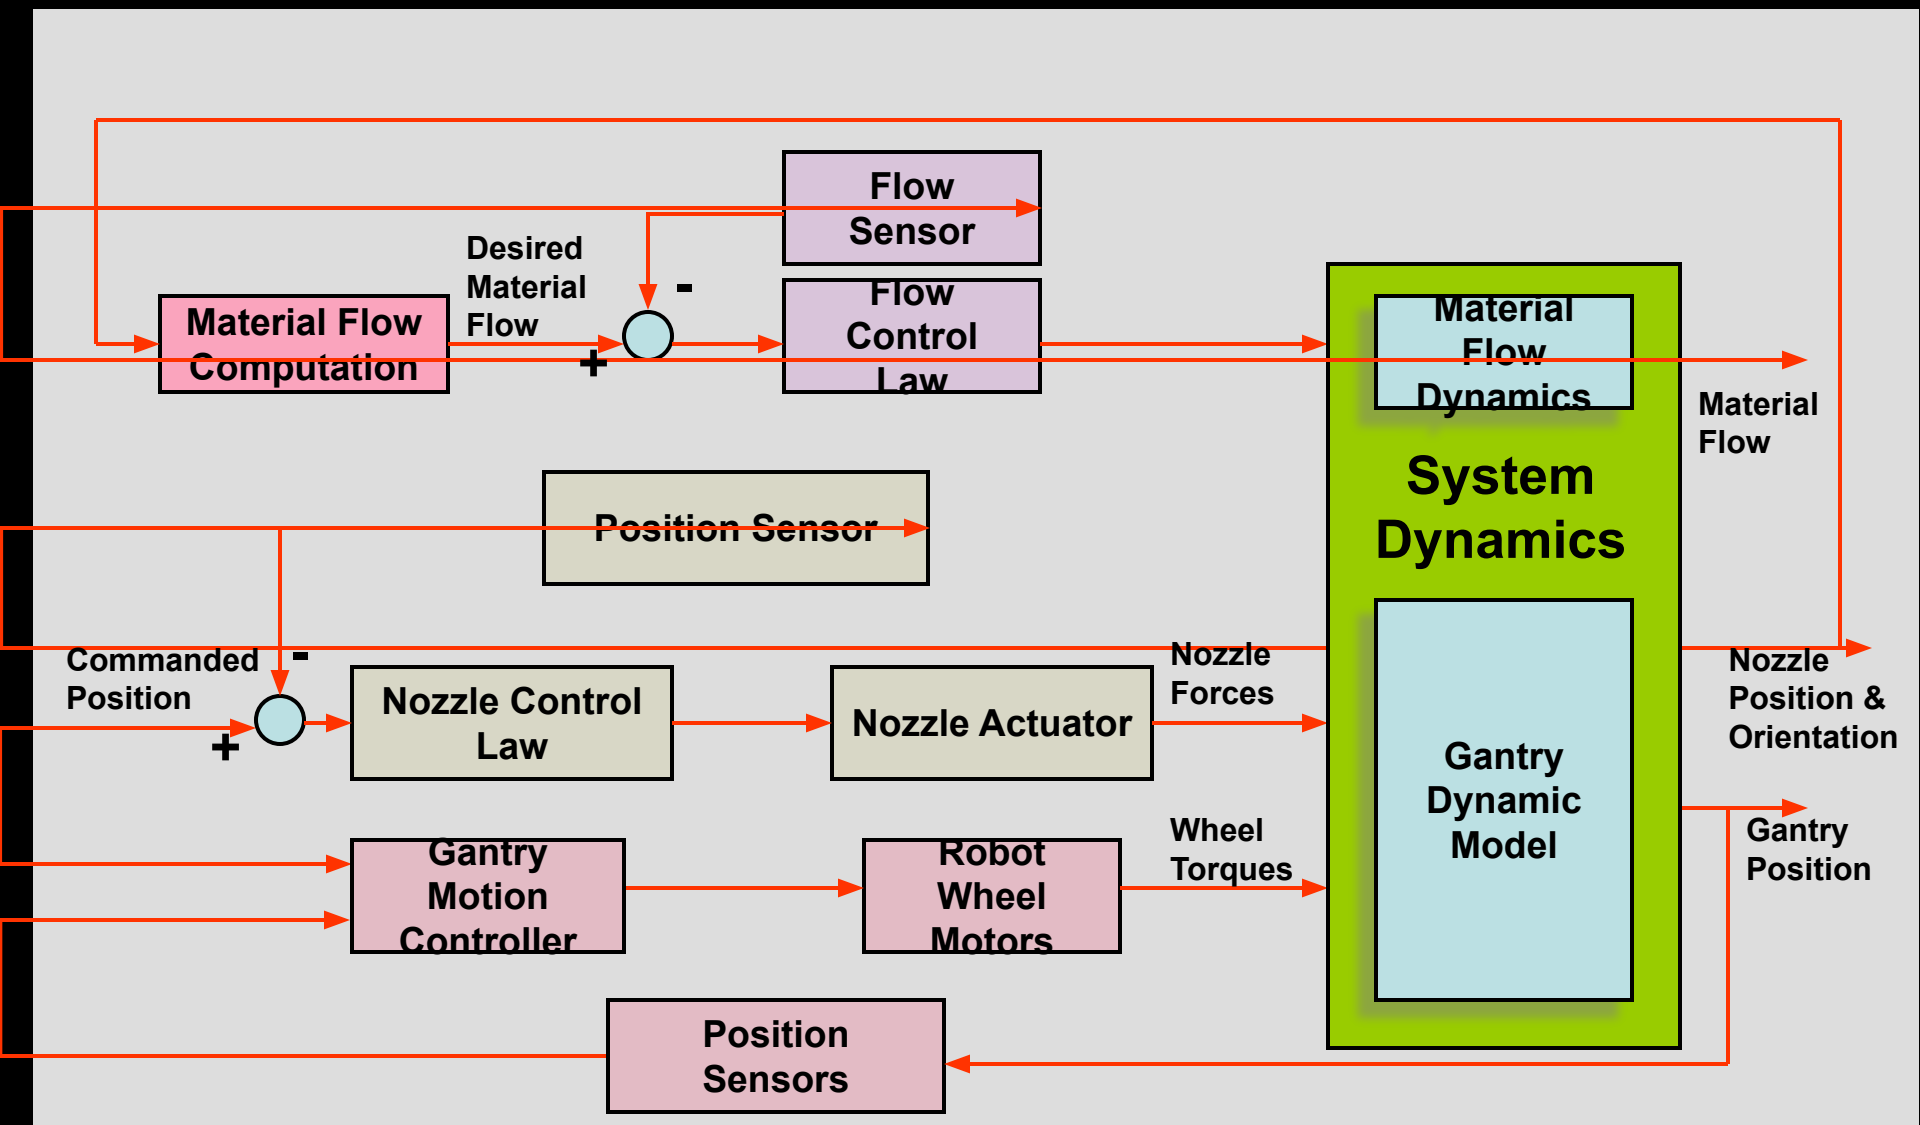 Flow
Sensor
Desired
Material
Flow
-
Material Flow
Computation
+
Flow
Control
Law
Material
Flow
Dynamics
Material
Flow
System
Dynamics
Position Sensor
Commanded
Position
-
+
Nozzle Control
Law
Nozzle Actuator
Nozzle
Forces
Nozzle
Position &
Orientation
Gantry
Dynamic
Model
Gantry
Motion
Controller
Robot
Wheel
Motors
Wheel
Torques
Gantry
Position
Position
Sensors